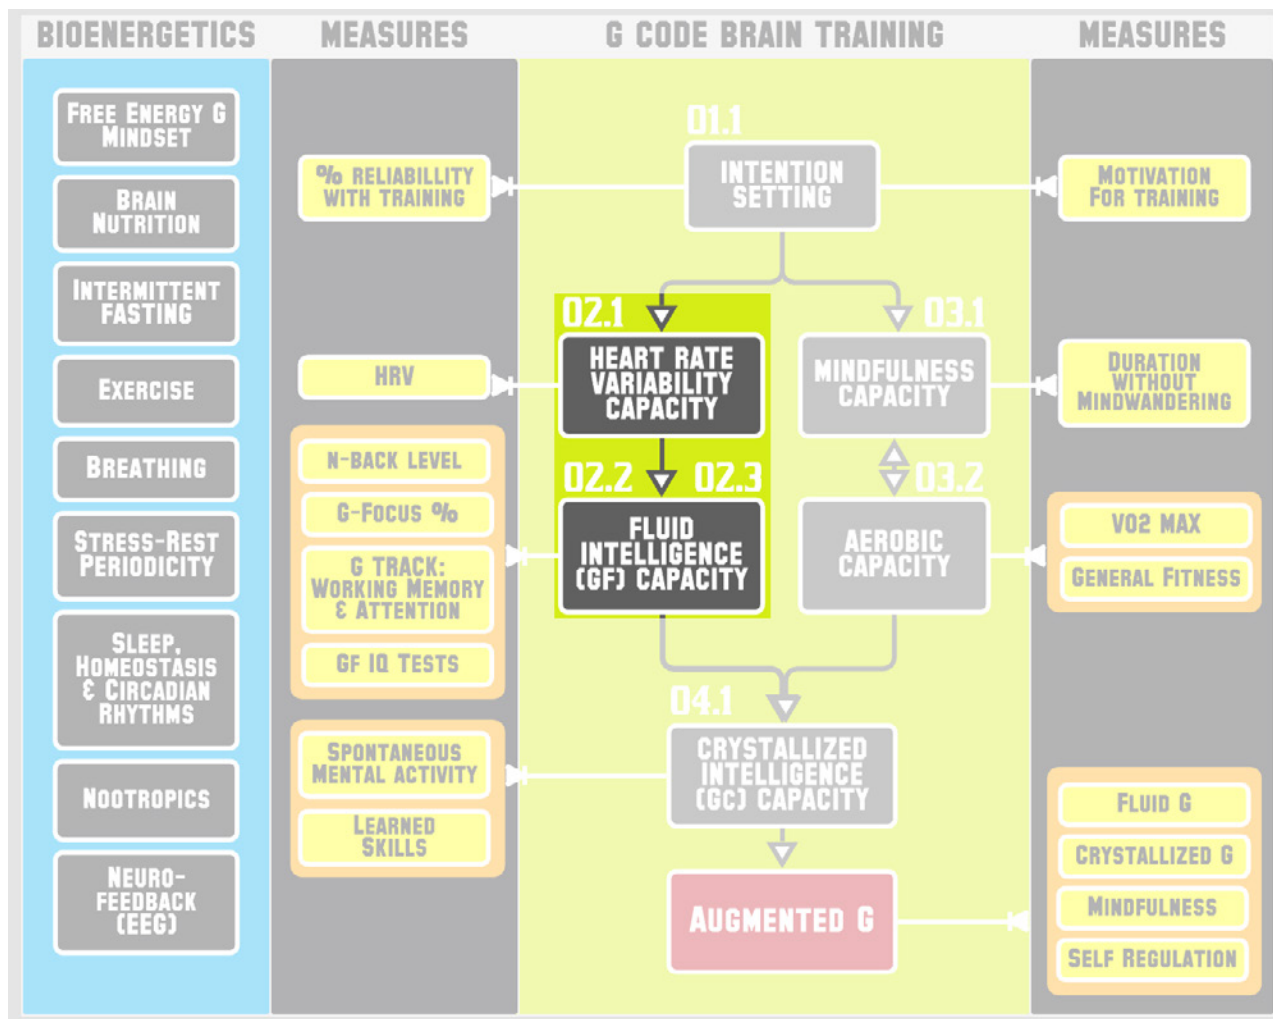 BIOENERGETICS
MEASURES
G CODE BRAIN TRAINING
MEASURES
FREE ENERGY G
MINDSET
BRAIN
NUTRITION
INTERMITTENT
FASTING
EXERCISE
BREATHING
STRESS-REST
PERIODICITY
SLEEP,
HOMEOSTASIS
& CIRCADIAN
RHYTHMS
NOOTROPICS
NEURO-
FEEDBACK
(EEG)
% RELIABILLITY
WITH TRAINING
HRV
N-BACK LEVEL
G-FOCUS %
G TRACK:
WORKING MEMORY
& ATTENTION
GF IQ TESTS
SPONTANEOUS
MENTAL ACTIVITY
LEARNED
SKILLS
01.1
INTENTION
SETTING
02.1
HEART RATE
VARIABILITY
CAPACITY
03.1
MINDFULNESS
CAPACITY
02.2 02.3
FLUID
INTELLIGENCE
(GF) CAPACITY
03.2
AEROBIC
CAPACITY
04.1
CRYSTALLIZED
INTELLIGENCE
(GC) CAPACITY
AUGMENTED G
MOTIVATION
FOR TRAINING
DURATION
WITHOUT
MINDWANDERING
VO2 MAX
GENERAL FITNESS
FLUID G
CRYSTALLIZED G
MINDFULNESS
SELF REGULATION